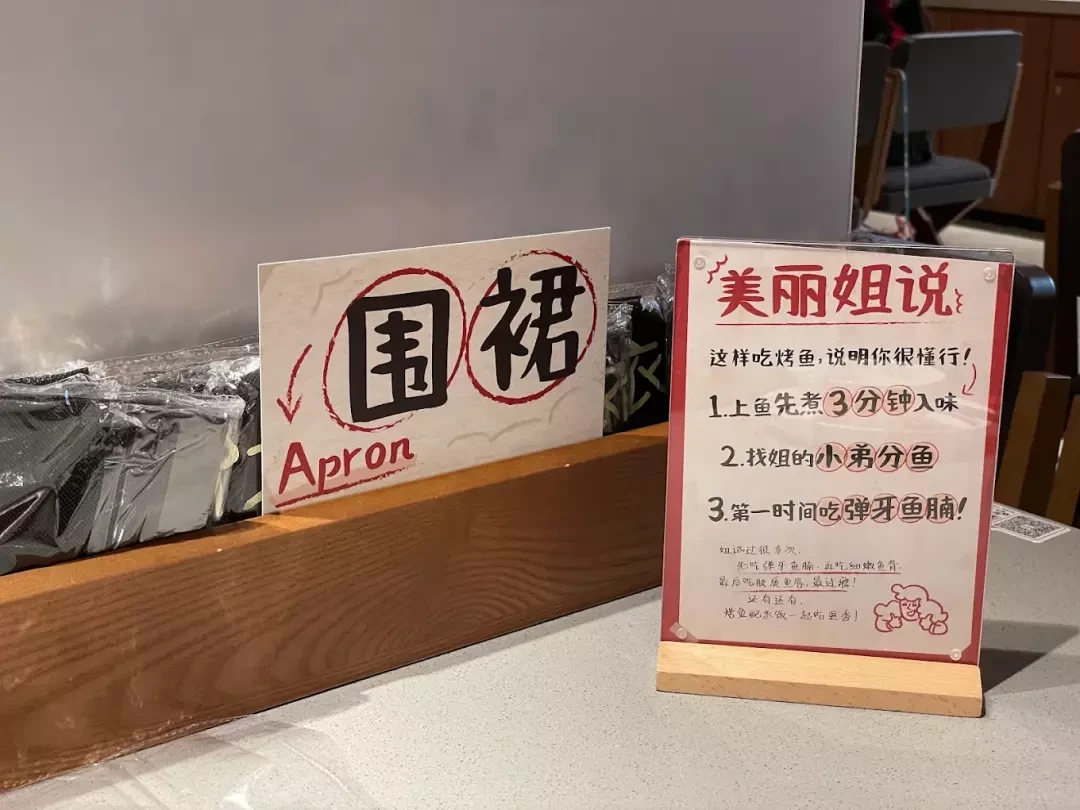 围裙
Apron
美丽姐说
这样吃烤鱼,说明你很懂行!
1.上鱼先煮3分钟入味
2.找姐的小弟分鱼
3.第一时间吃弹牙鱼腩!
姐试过很多次,
先吃弹牙鱼腩,再吃细嫩鱼背,
最后吃胶质鱼唇,最过瘾!
还有还有,
烤鱼配米饭一起吃更香!
衣